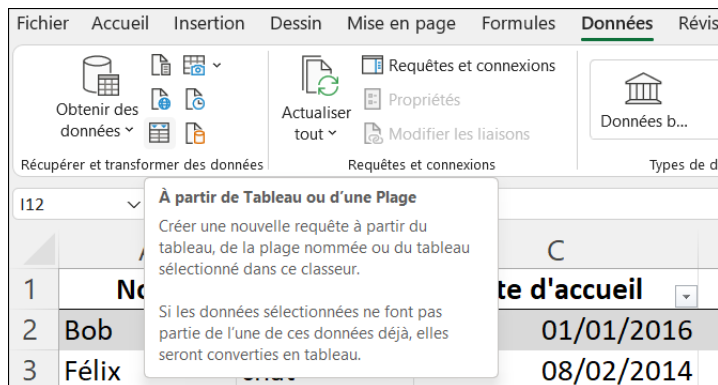 Fichier Accueil Insertion Dessin Mise en page Formules Données Révis
Obtenir des
données
Actualiser
tout
Requêtes et connexions
Propriétés
Modifier les liaisons
Données b...
Récupérer et transformer des données
Requêtes et connexions
Types de d
I12
À partir de Tableau ou d'une Plage
Créer une nouvelle requête à partir du
tableau, de la plage nommée ou du tableau
sélectionné dans ce classeur.
Si les données sélectionnées ne font pas
partie de l'une de ces données déjà, elles
seront converties en tableau.
C
1 No te d'accueil
2 Bob 01/01/2016
3 Félix 08/02/2014